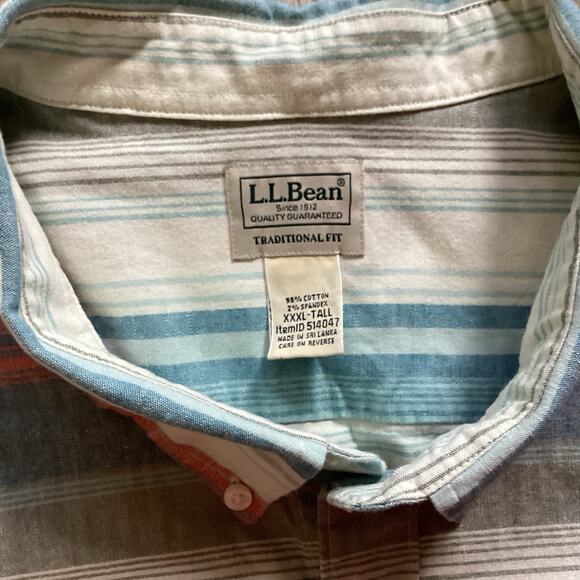 L.L.Bean®
Since 1912
QUALITY GUARANTEED
TRADITIONAL FIT
98% COTTON
2% SPANDEX
XXXL-TALL
ItemID 514047
MADE IN SRI LANKA
CARE ON REVERSE